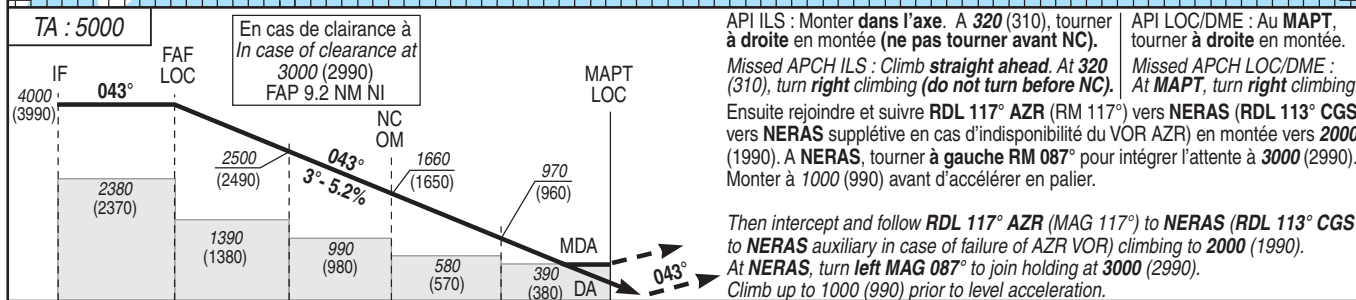 TA : 5000
En cas de clairance à
In case of clearance at
3000 (2990)
FAP 9.2 NM NI
IF
FAF
LOC
MAPT
LOC
4000
(3990)
043°
NC
OM
2500
(2490)
043°
3°- 5.2%
1660
(1650)
970
(960)
2380
(2370)
1390
(1380)
990
(980)
580
(570)
390
(380)
MDA
DA
043°
API ILS : Monter dans l'axe. A 320 (310), tourner
à droite en montée (ne pas tourner avant NC).
Missed APCH ILS : Climb straight ahead. At 320
(310), turn right climbing (do not turn before NC).
API LOC/DME : Au MAPT,
tourner à droite en montée.
Missed APCH LOC/DME :
At MAPT, turn right climbing
Ensuite rejoindre et suivre RDL 117° AZR (RM 117°) vers NERAS (RDL 113° CGS
vers NERAS supplétive en cas d'indisponibilité du VOR AZR) en montée vers 2000
(1990). A NERAS, tourner à gauche RM 087° pour intégrer l'attente à 3000 (2990).
Monter à 1000 (990) avant d'accélérer en palier.
Then intercept and follow RDL 117° AZR (MAG 117°) to NERAS (RDL 113° CGS
to NERAS auxiliary in case of failure of AZR VOR) climbing to 2000 (1990).
At NERAS, turn left MAG 087° to join holding at 3000 (2990).
Climb up to 1000 (990) prior to level acceleration.